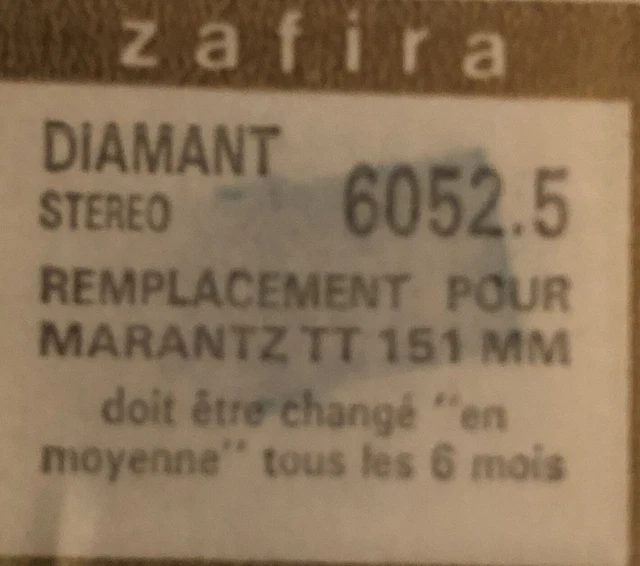 zafira
DIAMANT
STEREO 6052.5
REMPLACEMENT POUR
MARANTZ TT 151 MM
doit être changé "en
moyenne" tous les 6 mois